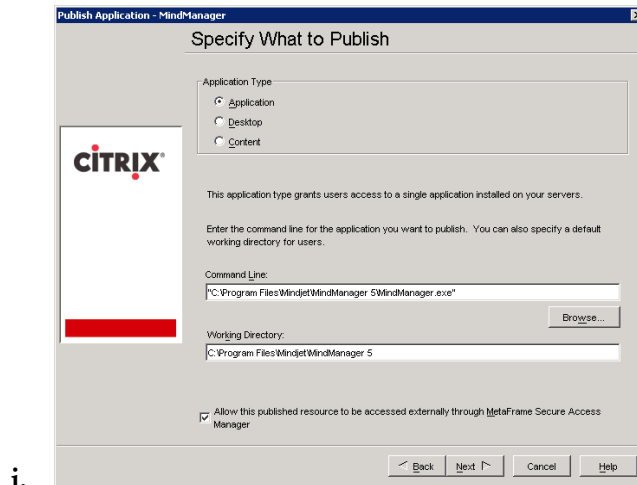 Publish Application - MindManager
Specify What to Publish
Application Type
Application
Desktop
Content
CITRIX®
This application type grants users access to a single application installed on your servers.
Enter the command line for the application you want to publish. You can also specify a default
working directory for users.
Command Line:
"C:\Program Files\Mindjet\MindManager 5\MindManager.exe"
Browse...
Working Directory:
C:\Program Files\Mindjet\MindManager 5
Allow this published resource to be accessed externally through MetaFrame Secure Access
Manager
Back Next Cancel Help
i.